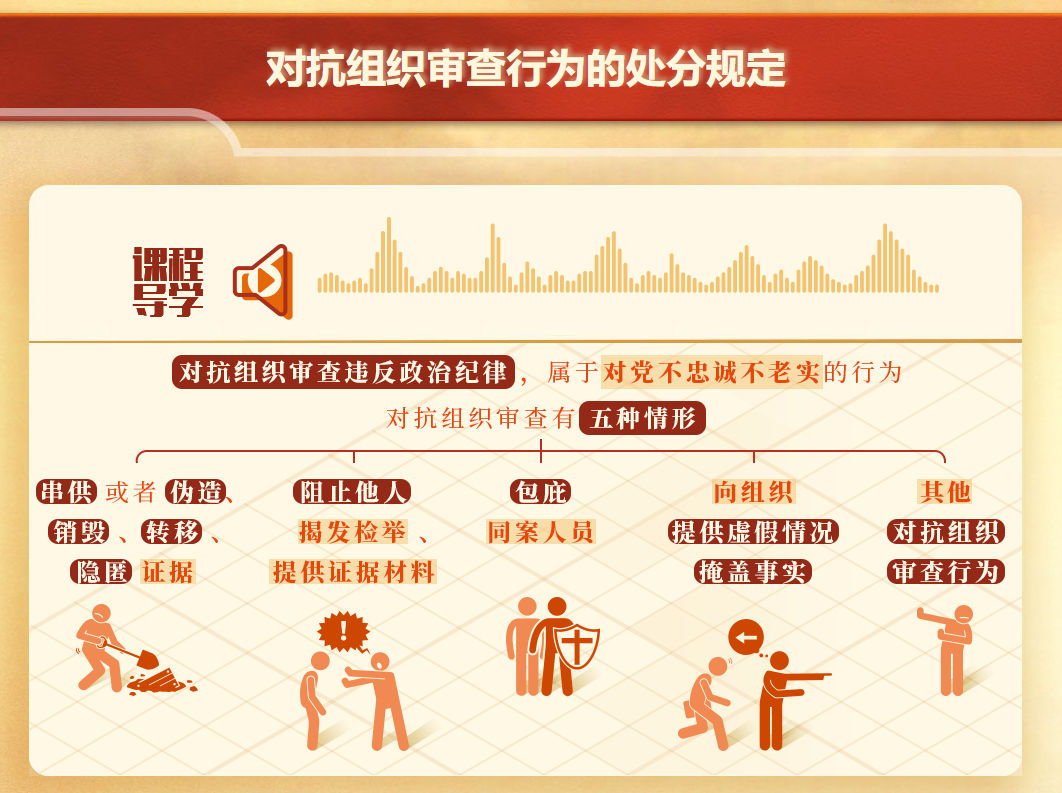 对抗组织审查行为的处分规定
课程
导学
对抗组织审查违反政治纪律，属于对党不忠诚不老实的行为
对抗组织审查有五种情形
串供或者伪造、
销毁、转移、
隐匿证据
阻止他人
揭发检举、
提供证据材料
包庇
同案人员
向组织
提供虚假情况
掩盖事实
其他
对抗组织
审查行为
!